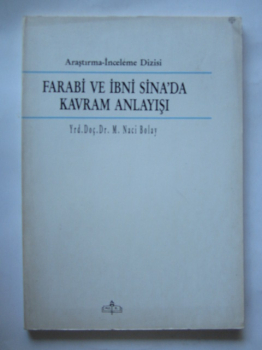 Araştırma-İnceleme Dizisi
FARABİ VE İBNİ SİNA'DA
KAVRAM ANLAYIŞI
Yrd.Doç.Dr. M. Naci Bolay